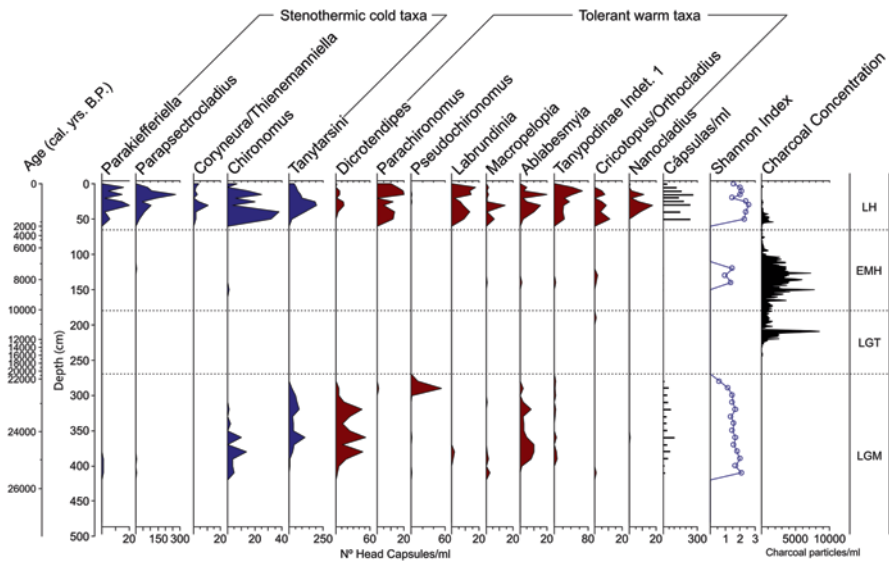 Stenothermic cold taxa
Tolerant warm taxa
Age (cal. yrs. B.P.)
Parakiefferiella
Parapsectrocladius
Coryneura/Thienemanniella
Chironomus
Tanytarsini
Dicrotendipes
Parachironomus
Pseudochironomus
Labrundinia
Macropelopia
Ablabesmyia
Tanypodinae Indet. 1
Cricotopus/Orthocladius
Nanocladius
Cápsulas/ml
Shannon Index
Charcoal Concentration
0
2000
4000
6000
8000
10000
12000
14000
16000
18000
20000
22000
24000
26000
Depth (cm)
0
50
100
150
200
250
300
350
400
450
500
LH
EMH
LGT
LGM
20 150 300 20 20 40 250 60 20 60 20 20 20 20 20 20 300 1 2 3 5000 10000
Nº Head Capsules/ml
Charcoal particles/ml